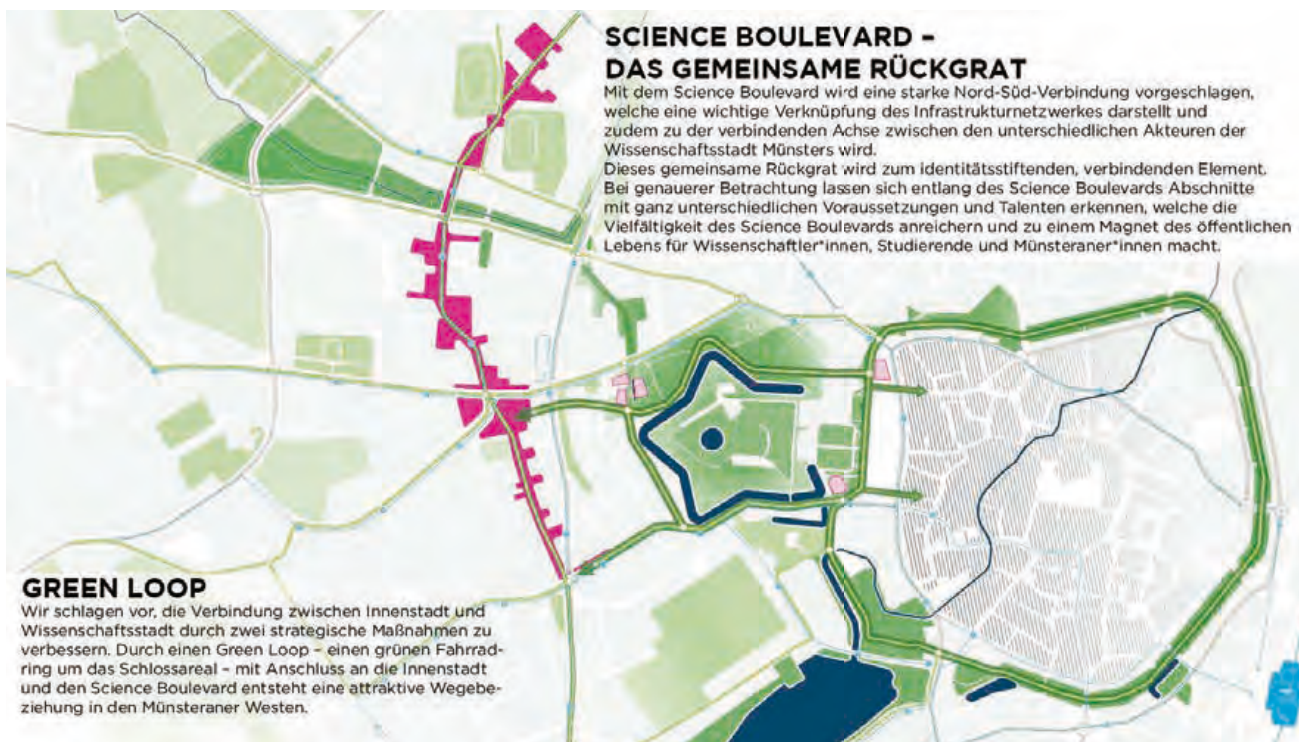 SCIENCE BOULEVARD –
DAS GEMEINSAME RÜCKGRAT
Mit dem Science Boulevard wird eine starke Nord-Süd-Verbindung vorgeschlagen,
welche eine wichtige Verknüpfung des Infrastrukturnetzwerkes darstellt und
zudem zu der verbindenden Achse zwischen den unterschiedlichen Akteuren der
Wissenschaftsstadt Münsters wird.
Dieses gemeinsame Rückgrat wird zum identitätsstiftenden, verbindenden Element.
Bei genauerer Betrachtung lassen sich entlang des Science Boulevards Abschnitte
mit ganz unterschiedlichen Voraussetzungen und Talenten erkennen, welche die
Vielfältigkeit des Science Boulevards anreichern und zu einem Magnet des öffentlichen
Lebens für Wissenschaftler*innen, Studierende und Münsteraner*innen macht.
GREEN LOOP
Wir schlagen vor, die Verbindung zwischen Innenstadt und
Wissenschaftsstadt durch zwei strategische Maßnahmen zu
verbessern. Durch einen Green Loop – einen grünen Fahrrad-
ring um das Schlossareal – mit Anschluss an die Innenstadt
und den Science Boulevard entsteht eine attraktive Wegebe-
ziehung in den Münsteraner Westen.